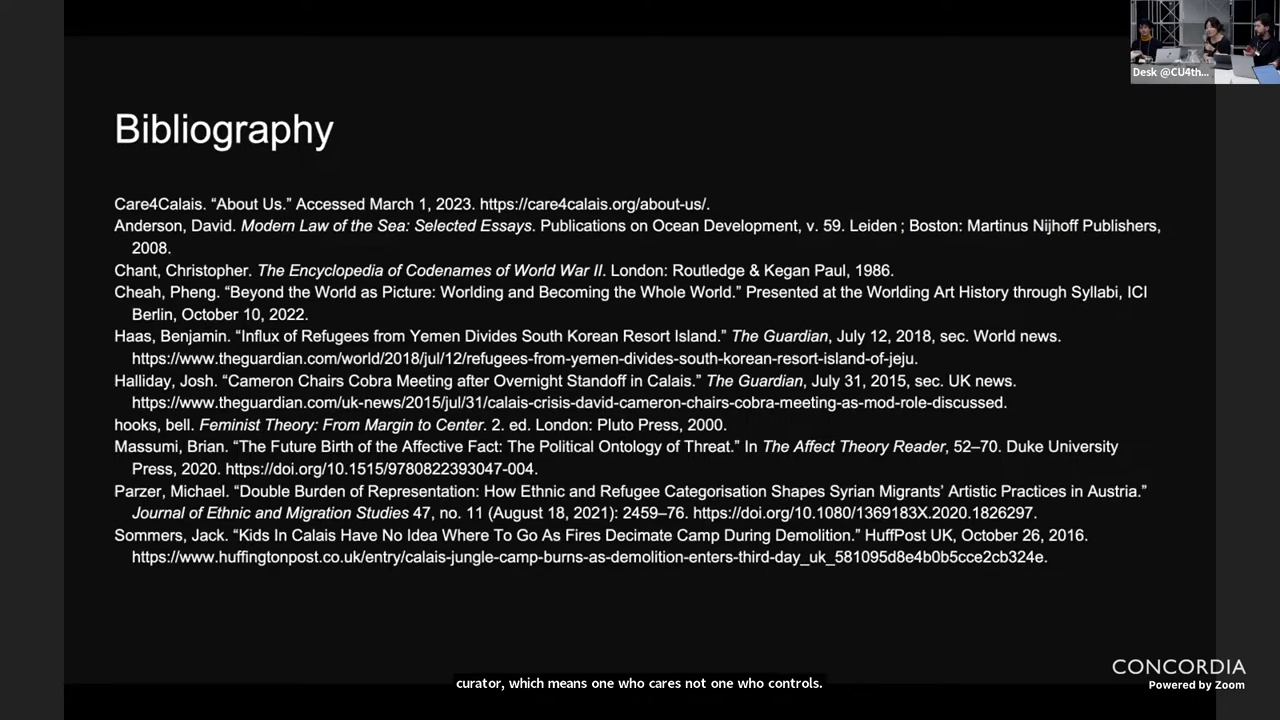 Desk @CU4th...
Bibliography
Care4Calais. “About Us.” Accessed March 1, 2023. https://care4calais.org/about-us/.
Anderson, David. Modern Law of the Sea: Selected Essays. Publications on Ocean Development, v. 59. Leiden ; Boston: Martinus Nijhoff Publishers,
2008.
Chant, Christopher. The Encyclopedia of Codenames of World War II. London: Routledge & Kegan Paul, 1986.
Cheah, Pheng. “Beyond the World as Picture: Worlding and Becoming the Whole World.” Presented at the Worlding Art History through Syllabi, ICI
Berlin, October 10, 2022.
Haas, Benjamin. “Influx of Refugees from Yemen Divides South Korean Resort Island.” The Guardian, July 12, 2018, sec. World news.
https://www.theguardian.com/world/2018/jul/12/refugees-from-yemen-divides-south-korean-resort-island-of-jeju.
Halliday, Josh. “Cameron Chairs Cobra Meeting after Overnight Standoff in Calais.” The Guardian, July 31, 2015, sec. UK news.
https://www.theguardian.com/uk-news/2015/jul/31/calais-crisis-david-cameron-chairs-cobra-meeting-as-mod-role-discussed.
hooks, bell. Feminist Theory: From Margin to Center. 2. ed. London: Pluto Press, 2000.
Massumi, Brian. “The Future Birth of the Affective Fact: The Political Ontology of Threat.” In The Affect Theory Reader, 52–70. Duke University
Press, 2020. https://doi.org/10.1515/9780822393047-004.
Parzer, Michael. “Double Burden of Representation: How Ethnic and Refugee Categorisation Shapes Syrian Migrants’ Artistic Practices in Austria.”
Journal of Ethnic and Migration Studies 47, no. 11 (August 18, 2021): 2459–76. https://doi.org/10.1080/1369183X.2020.1826297.
Sommers, Jack. “Kids In Calais Have No Idea Where To Go As Fires Decimate Camp During Demolition.” HuffPost UK, October 26, 2016.
https://www.huffingtonpost.co.uk/entry/calais-jungle-camp-burns-as-demolition-enters-third-day_uk_581095d8e4b0b5cce2cb324e.
CONCORDIA
Powered by Zoom
curator, which means one who cares not one who controls.